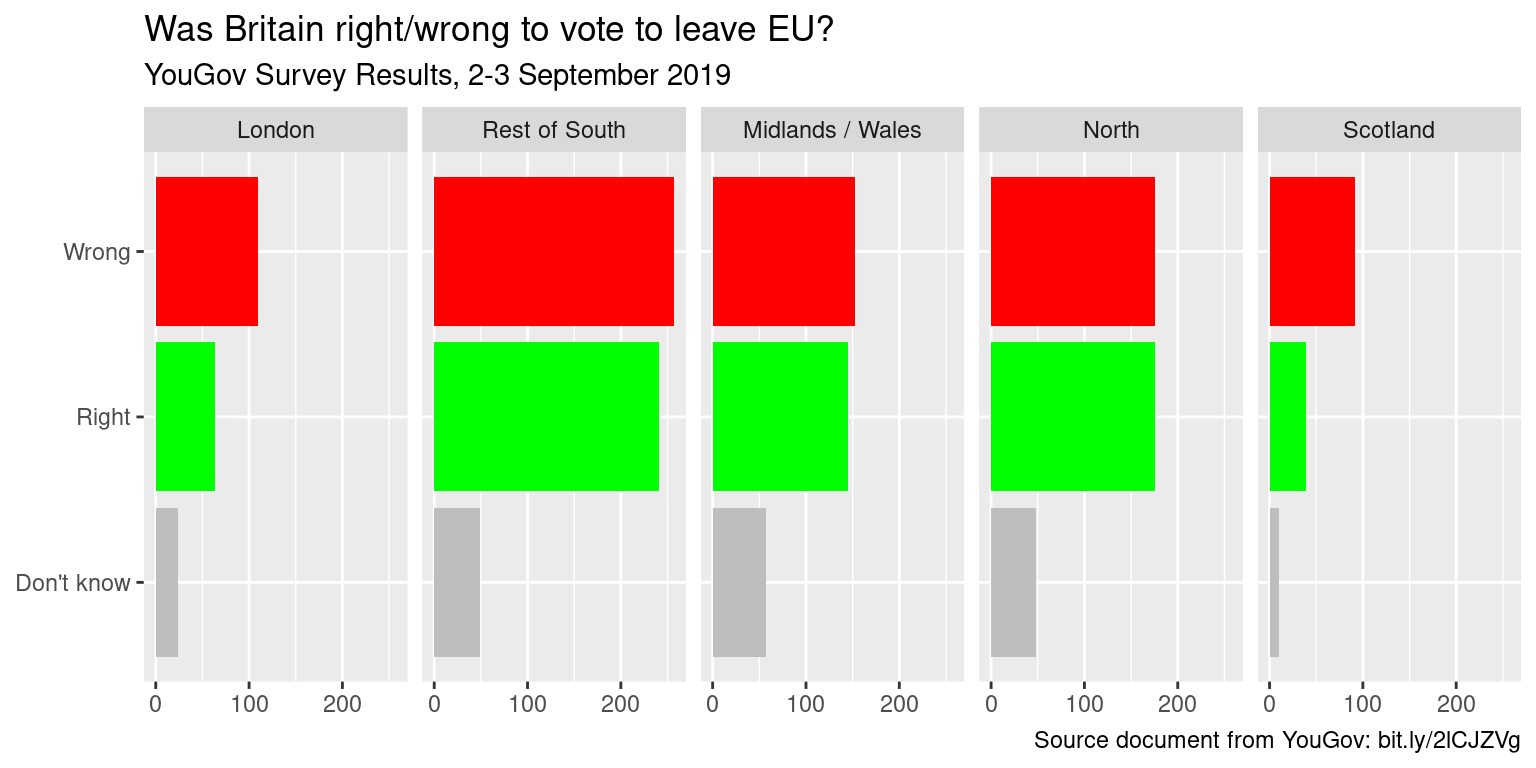 Was Britain right/wrong to vote to leave EU?
YouGov Survey Results, 2-3 September 2019
London
Rest of South
Midlands / Wales
North
Scotland
Wrong
Right
Don't know
0 100 200
0 100 200
0 100 200
0 100 200
0 100 200
Source document from YouGov: bit.ly/2lCJZVg